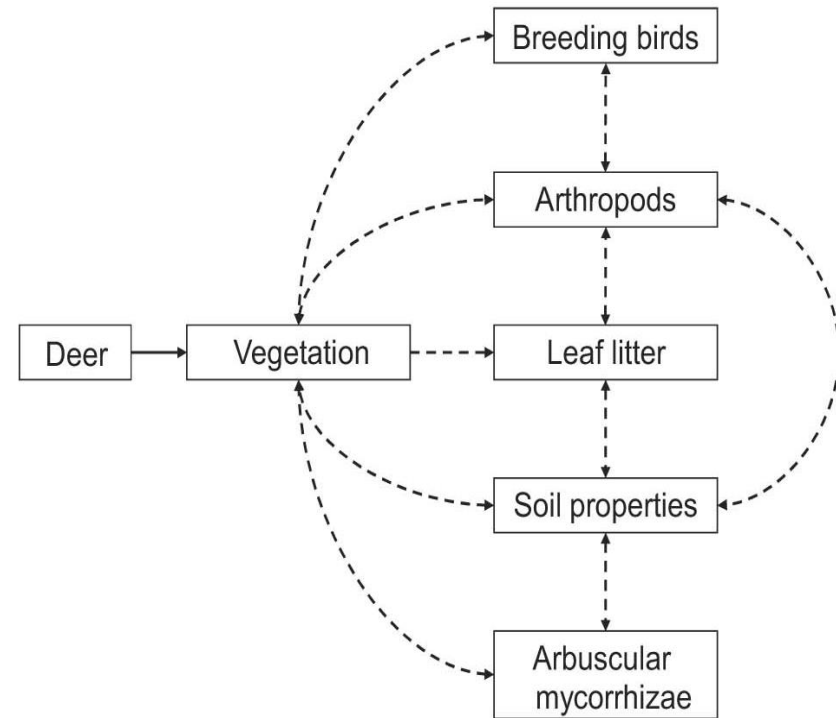 Breeding birds
Arthropods
Deer
Vegetation
Leaf litter
Soil properties
Arbuscular
mycorrhizae